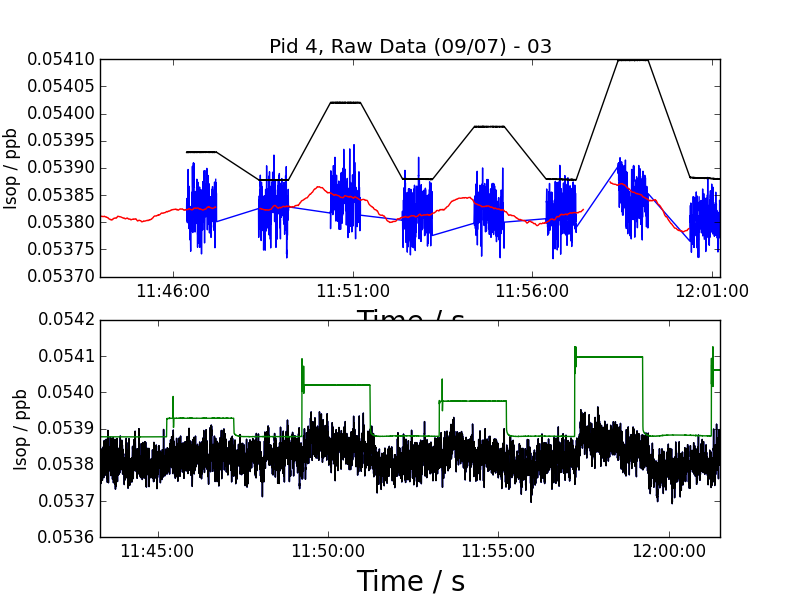 Pid 4, Raw Data (09/07) - 03
Isop / ppb
0.05410
0.05405
0.05400
0.05395
0.05390
0.05385
0.05380
0.05375
0.05370
11:46:00 11:51:00 11:56:00 12:01:00
Time / s
Isop / ppb
0.0542
0.0541
0.0540
0.0539
0.0538
0.0537
0.0536
11:45:00 11:50:00 11:55:00 12:00:00
Time / s